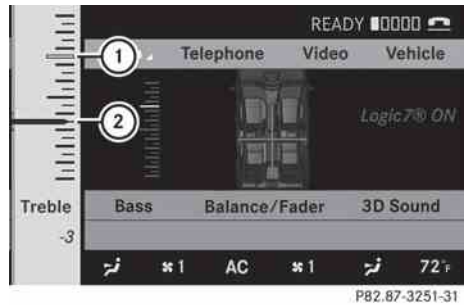 READY
1 Telephone Video Vehicle
2
Logic7® ON
Treble Bass Balance/Fader 3D Sound
-3
1 AC 1 72°F
P82.87-3251-31